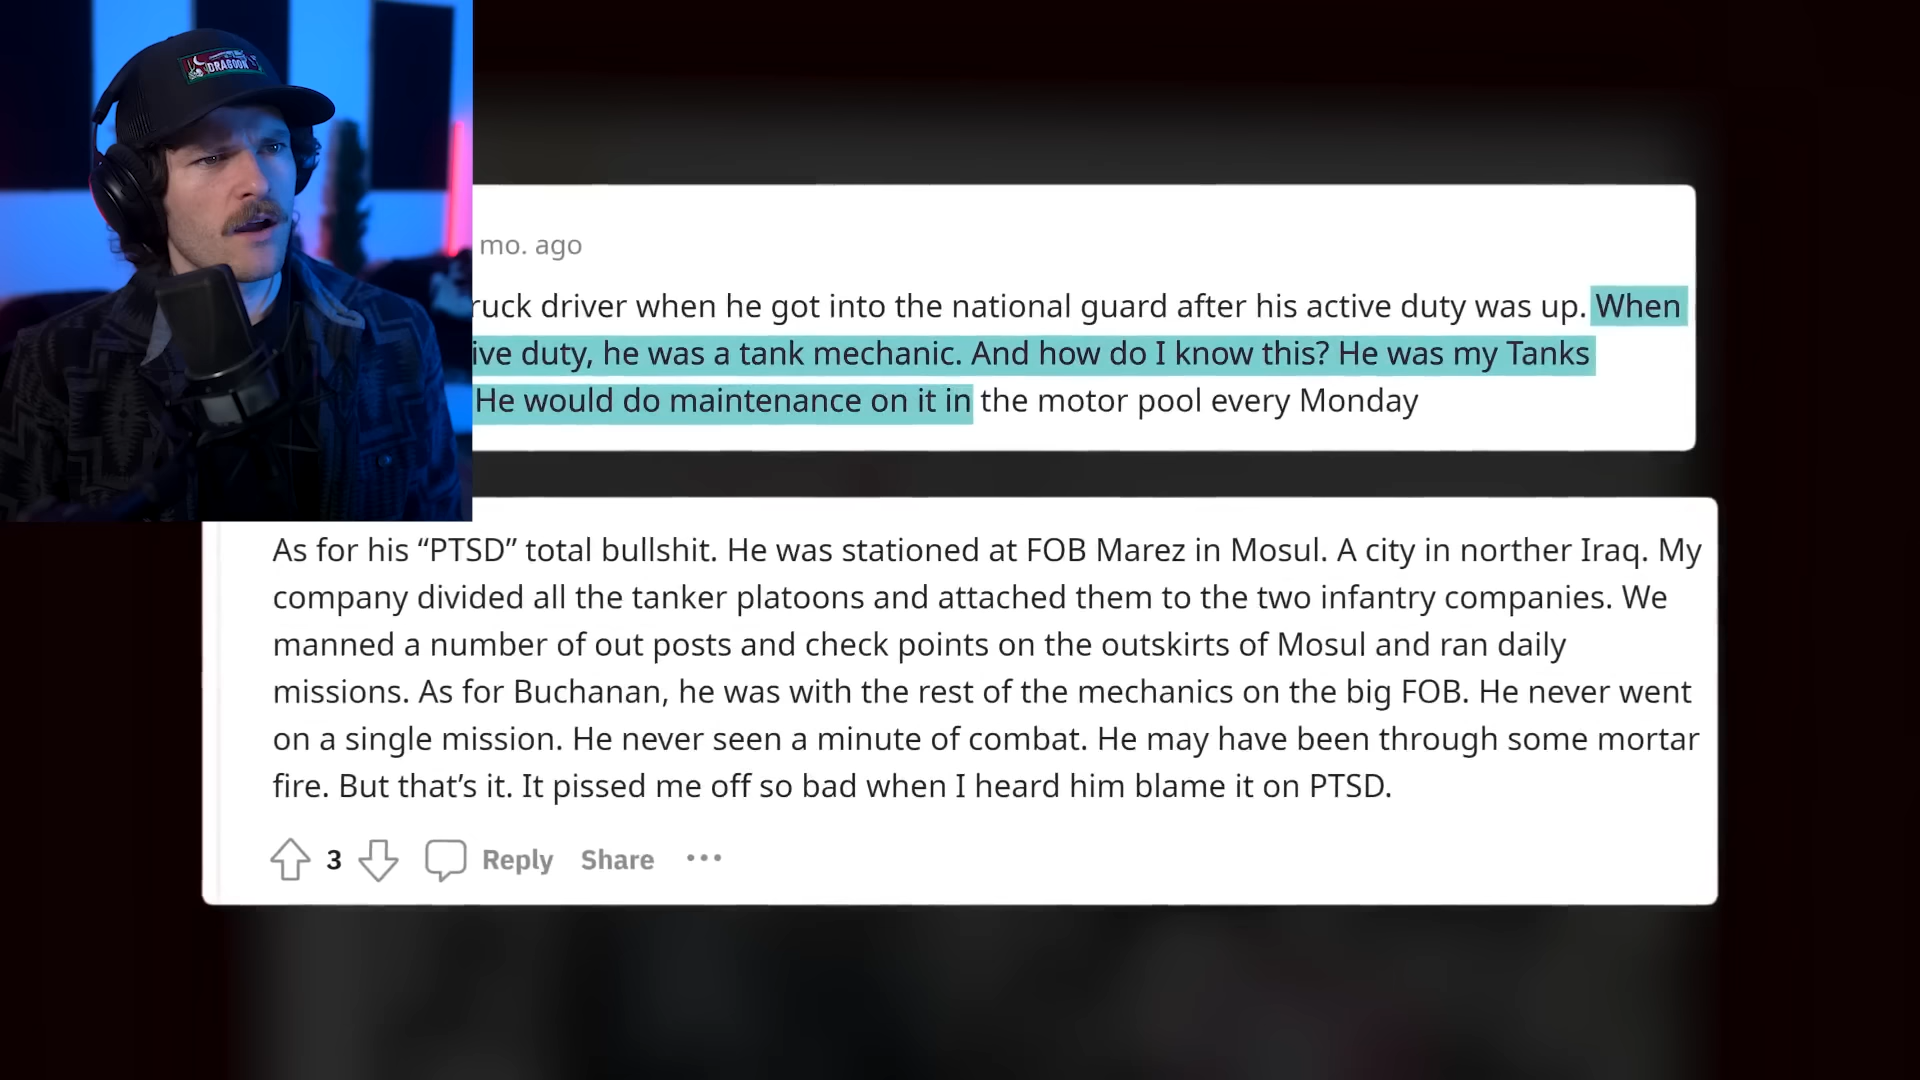 DRAGOON
mo. ago
ruck driver when he got into the national guard after his active duty was up. When
ive duty, he was a tank mechanic. And how do I know this? He was my Tanks
He would do maintenance on it in the motor pool every Monday
As for his “PTSD” total bullshit. He was stationed at FOB Marez in Mosul. A city in norther Iraq. My
company divided all the tanker platoons and attached them to the two infantry companies. We
manned a number of out posts and check points on the outskirts of Mosul and ran daily
missions. As for Buchanan, he was with the rest of the mechanics on the big FOB. He never went
on a single mission. He never seen a minute of combat. He may have been through some mortar
fire. But that’s it. It pissed me off so bad when I heard him blame it on PTSD.
3 Reply Share